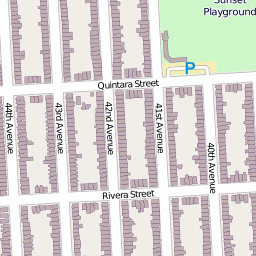 Sunset
Playground
P
Quintara Street
44th Avenue
43rd Avenue
42nd Avenue
41st Avenue
40th Avenue
Rivera Street